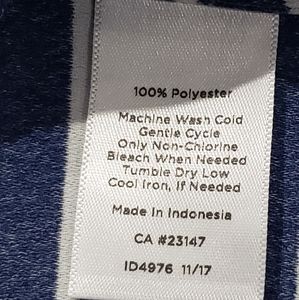 100% Polyester
Machine Wash Cold
Gentle Cycle
Only Non-Chlorine
Bleach When Needed
Tumble Dry Low
Cool Iron, If Needed
Made In Indonesia
CA #23147
ID4976 11/17